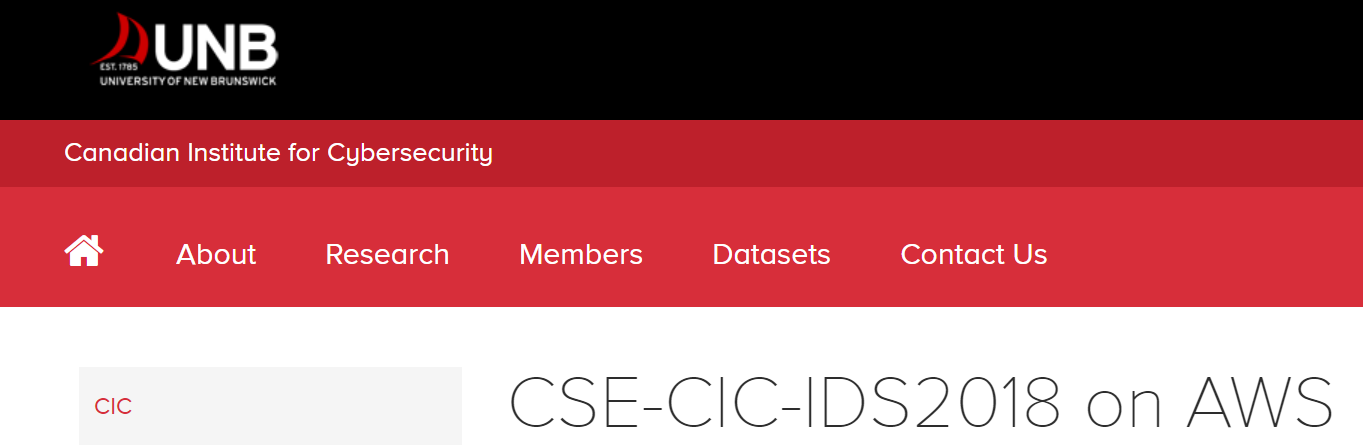 UNB
EST. 1785
UNIVERSITY OF NEW BRUNSWICK
Canadian Institute for Cybersecurity
About Research Members Datasets Contact Us
CIC
CSE-CIC-IDS2018 on AWS